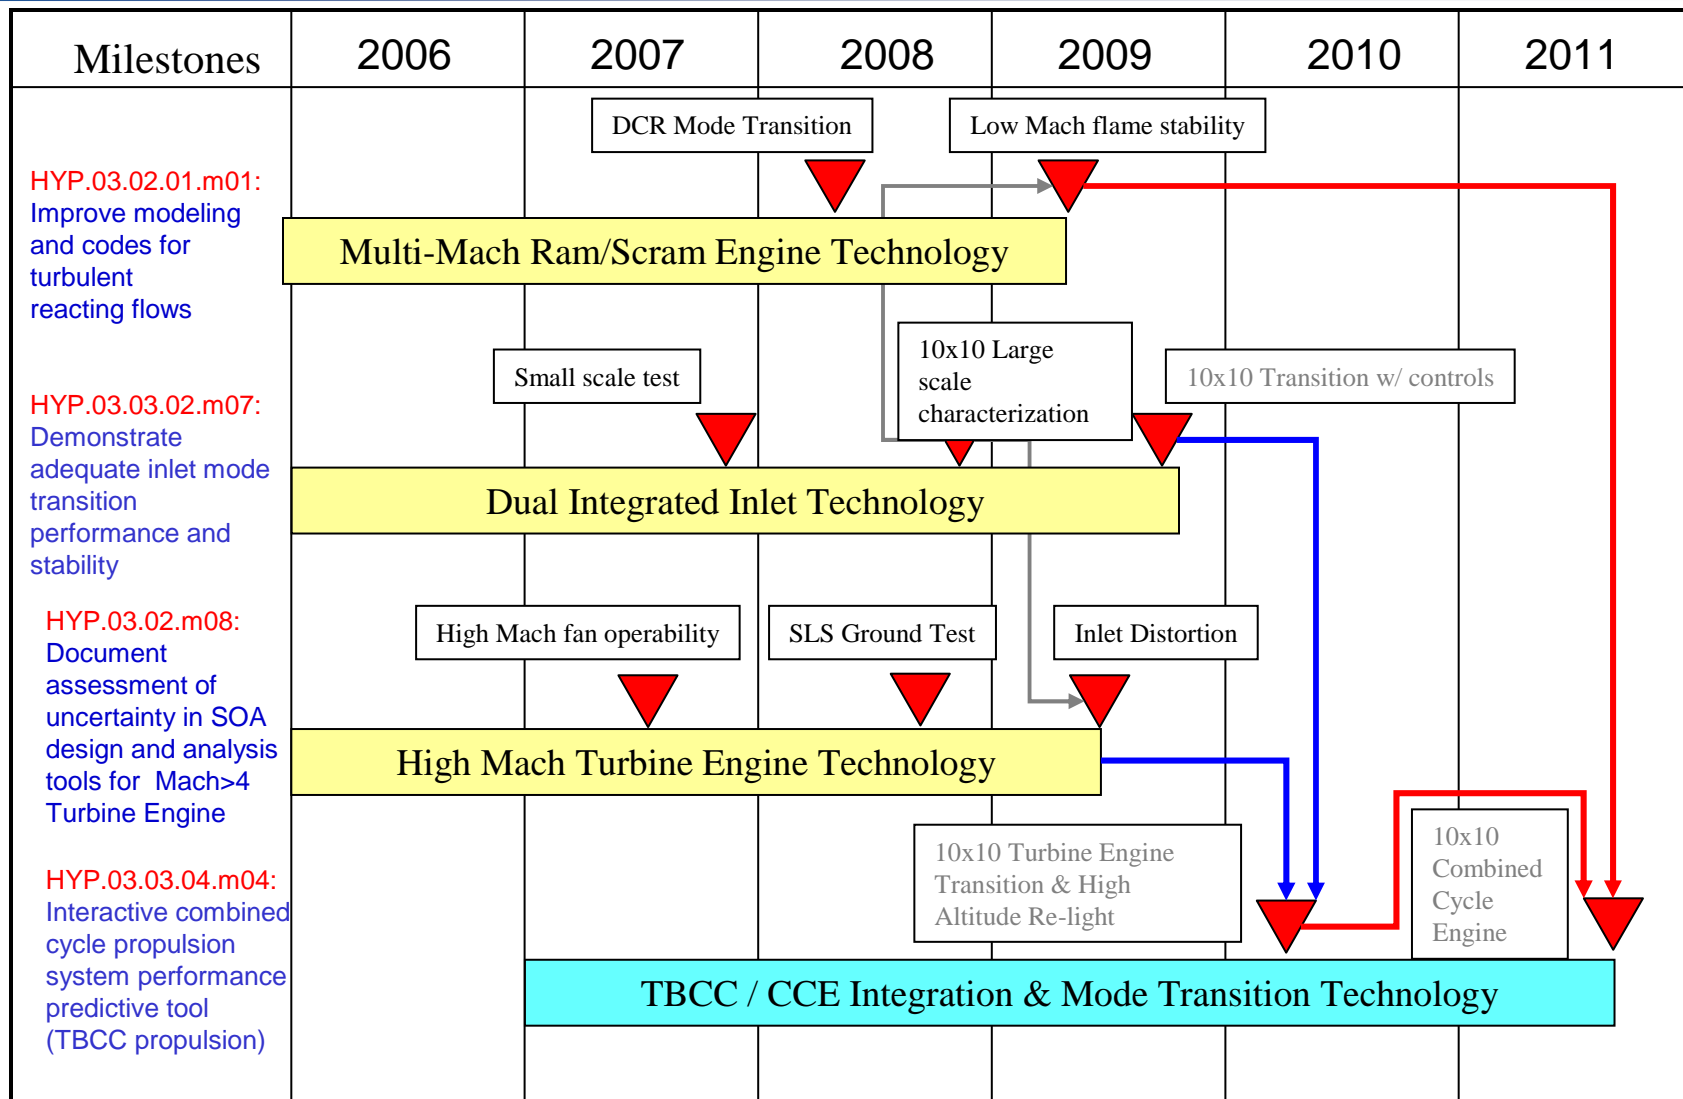 Milestones 2006 2007 2008 2009 2010 2011
DCR Mode Transition
Low Mach flame stability
HYP.03.02.01.m01:
Improve modeling
and codes for
turbulent
reacting flows
Multi-Mach Ram/Scram Engine Technology
Small scale test
10x10 Large
scale
characterization
10x10 Transition w/ controls
HYP.03.03.02.m07:
Demonstrate
adequate inlet mode
transition
performance and
stability
Dual Integrated Inlet Technology
High Mach fan operability
SLS Ground Test
Inlet Distortion
HYP.03.02.m08:
Document
assessment of
uncertainty in SOA
design and analysis
tools for Mach>4
Turbine Engine
High Mach Turbine Engine Technology
10x10 Turbine Engine
Transition & High
Altitude Re-light
10x10
Combined
Cycle
Engine
HYP.03.03.04.m04:
Interactive combined
cycle propulsion
system performance
predictive tool
(TBCC propulsion)
TBCC / CCE Integration & Mode Transition Technology